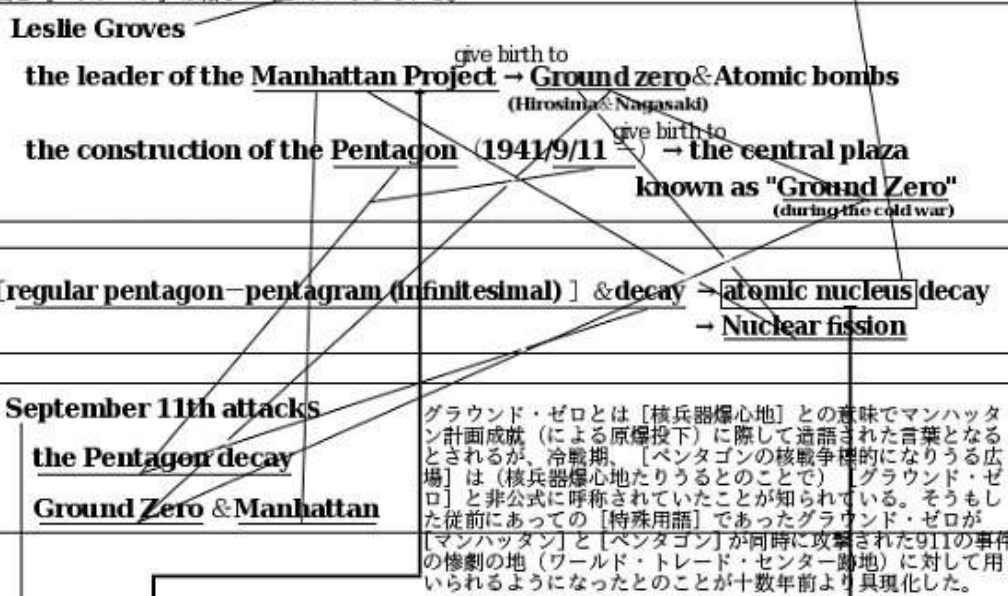 Leslie Groves
give birth to
the leader of the Manhattan Project → Ground zero&Atomic bombs
(Hirosima&Nagasaki)
give birth to
the construction of the Pentagon (1941/9/11 ) → the central plaza
known as "Ground Zero"
(during the cold war)
[regular pentagon−pentagram (infinitesimal) ] &decay → atomic nucleus decay
→ Nuclear fission
September 11th attacks
the Pentagon decay
Ground Zero &Manhattan
グラウンド・ゼロとは［核兵器爆心地］との意味でマンハッタ
ン計画成就（による原爆投下）に際して造語された言葉となる
とされるが、冷戦期、［ペンタゴンの核戦争標的になりうる広
場］は（核兵器爆心地たりうるとのことで）［グラウンド・ゼ
ロ］と非公式に呼称されていたことが知られている。そうもし
た従前にあっての［特殊用語］であったグラウンド・ゼロが
［マンハッタン］と［ペンタゴン］が同時に攻撃された911の事件
の惨劇の地（ワールド・トレード・センター跡地）に対して用
いられるようになったとのことが十数年前より具現化した。